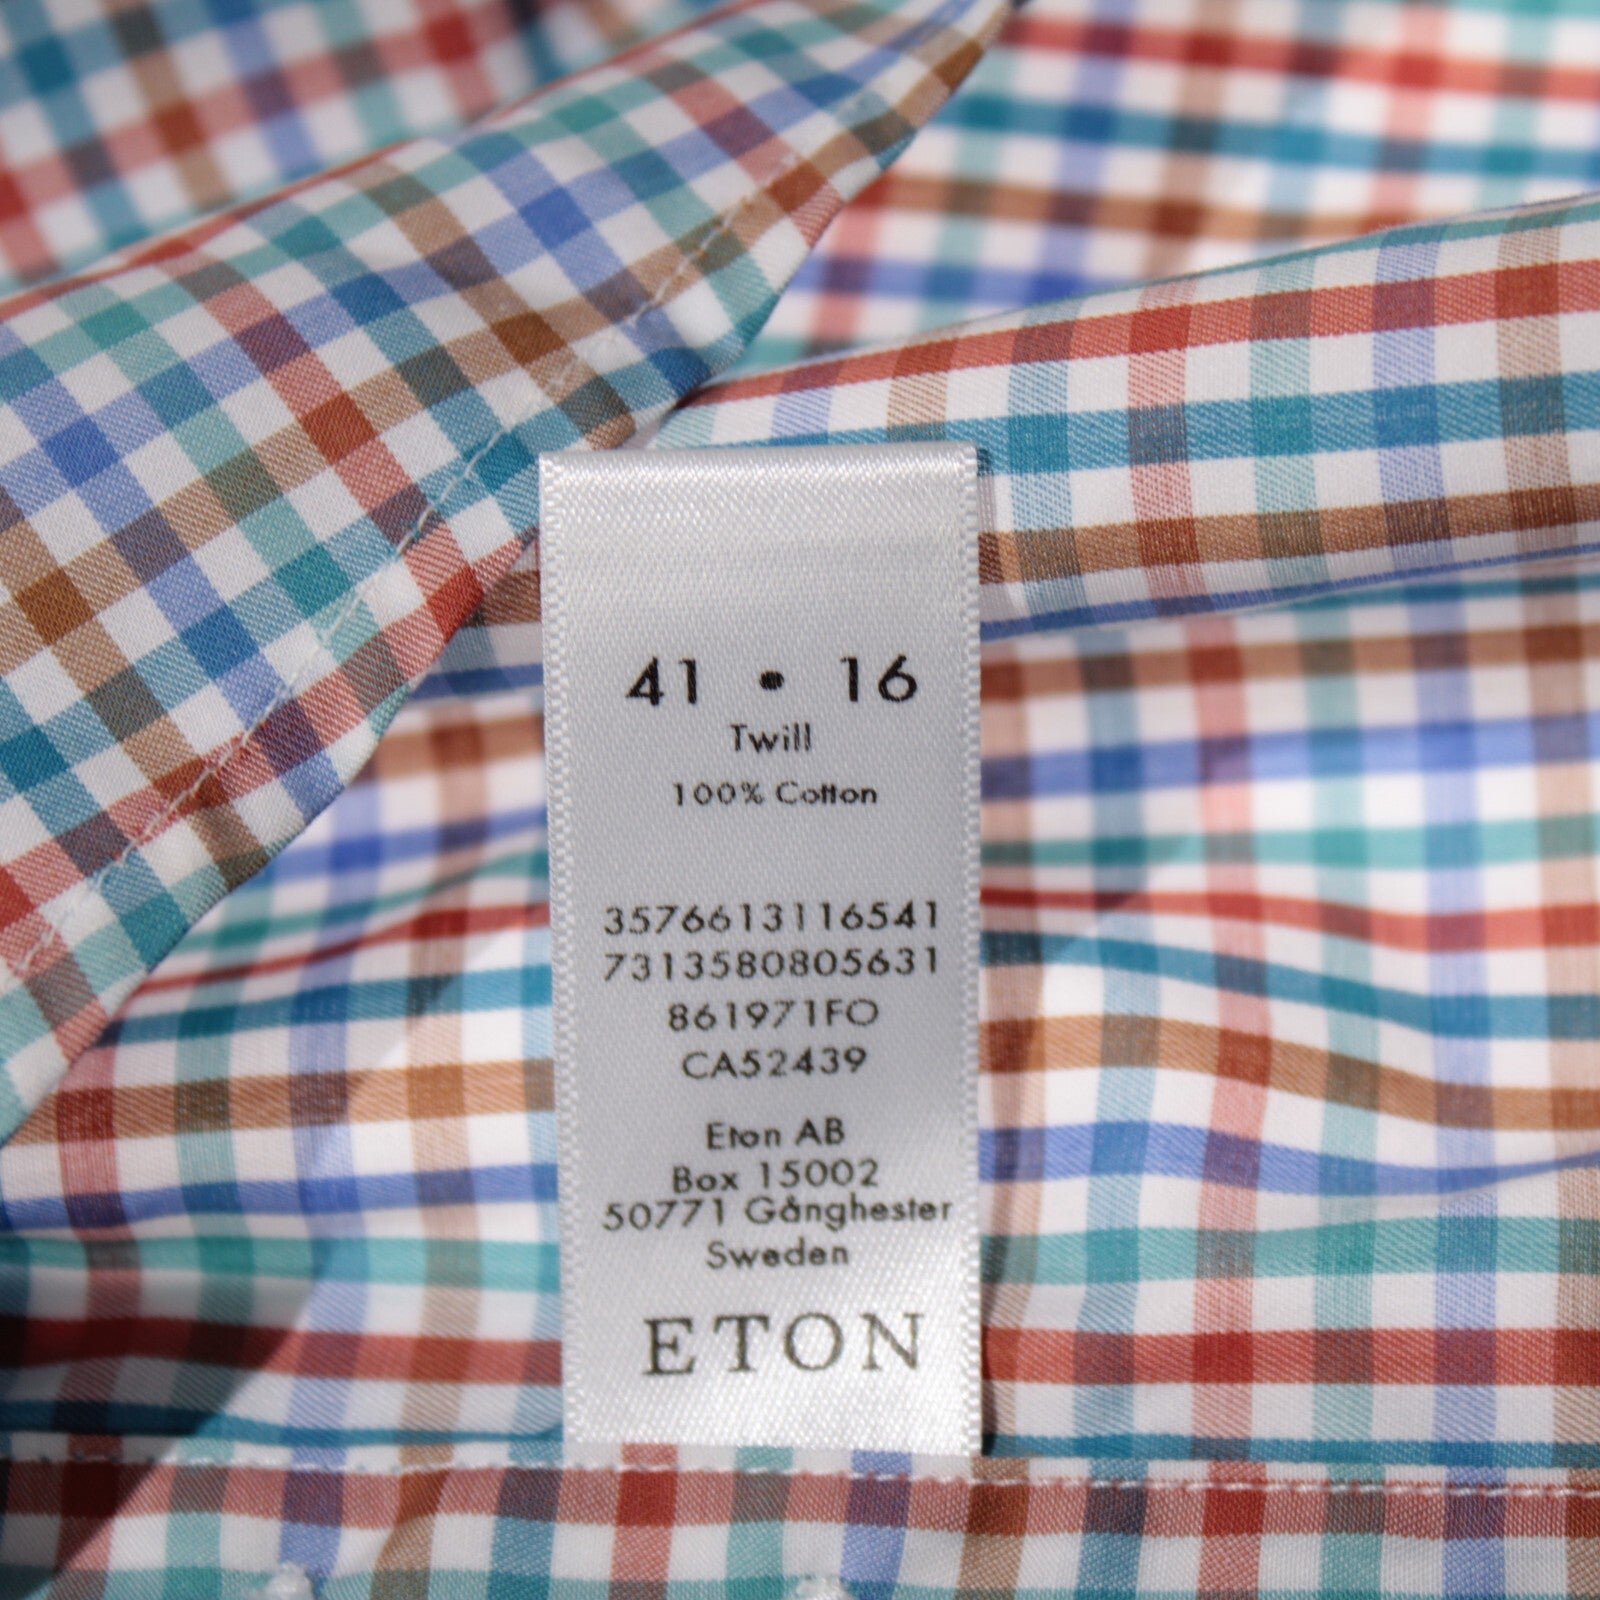 41 • 16
Twill
100% Cotton
3576613116541
7313580805631
861971FO
CA52439
Eton AB
Box 15002
50771 Gånghester
Sweden
ETON